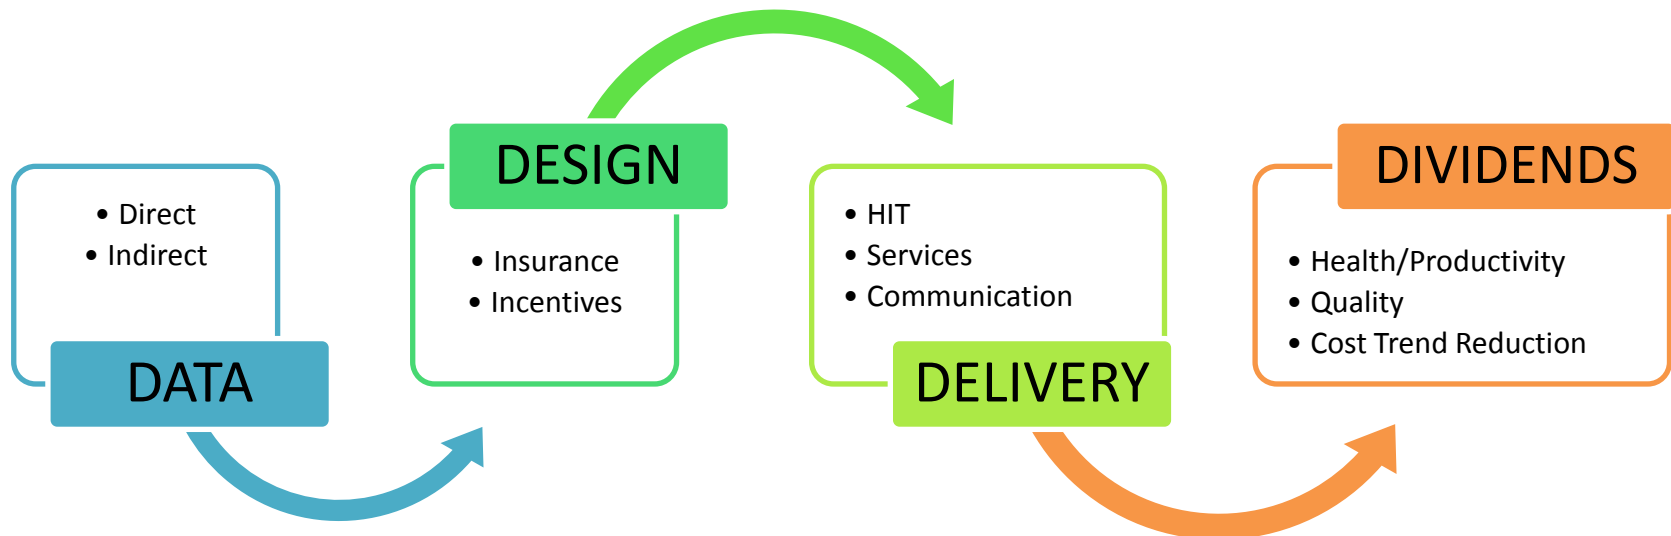 • Direct
• Indirect
DATA
DESIGN
• Insurance
• Incentives
• HIT
• Services
• Communication
DELIVERY
DIVIDENDS
• Health/Productivity
• Quality
• Cost Trend Reduction